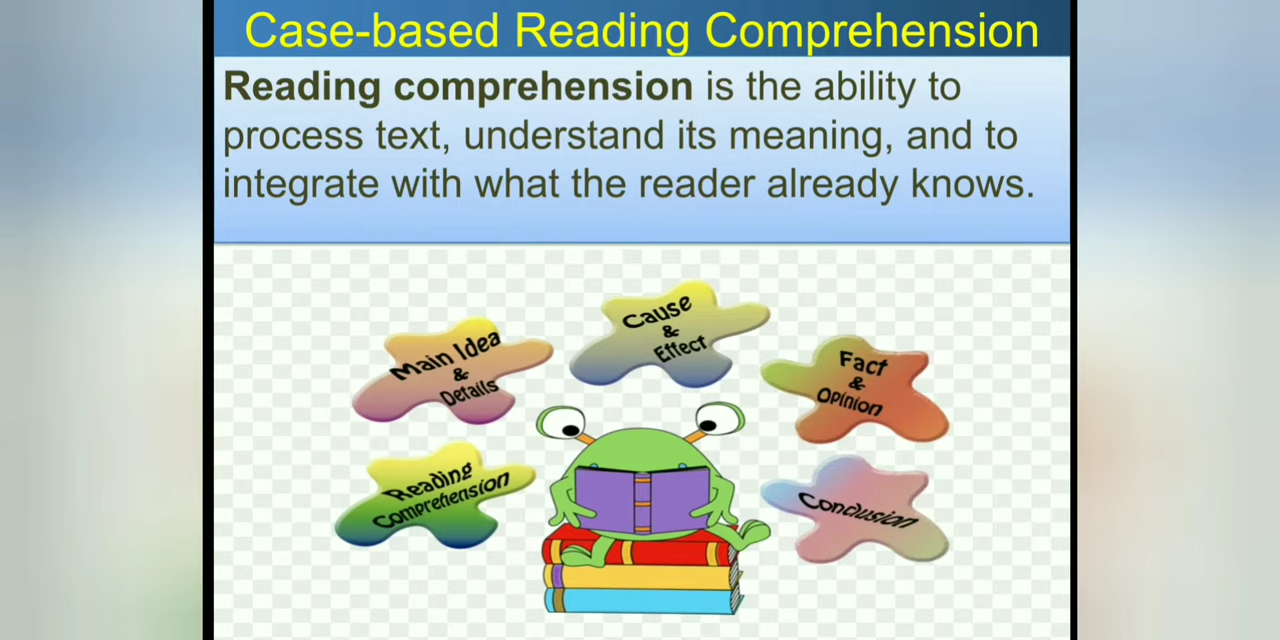 Case-based Reading Comprehension
Reading comprehension is the ability to
process text, understand its meaning, and to
integrate with what the reader already knows.
Cause
&
Effect
Main Idea
&
Details
Fact
&
Opinion
Reading
Comprehension
Conclusion